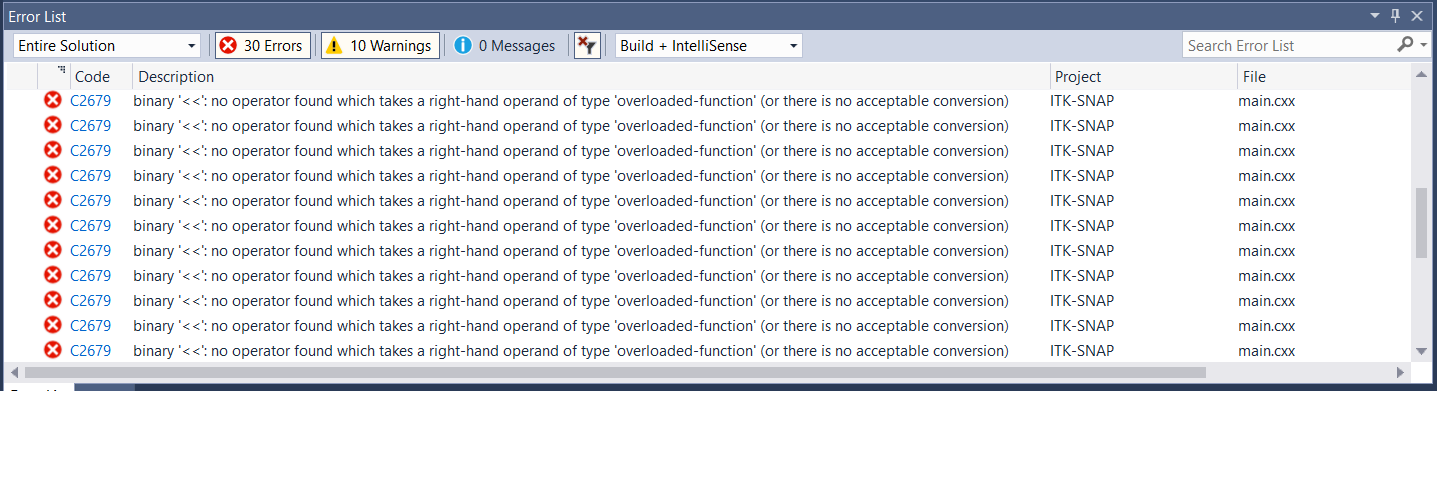 Error List
Entire Solution 30 Errors 10 Warnings 0 Messages Build + IntelliSense Search Error List
Code Description Project File
C2679 binary '<<': no operator found which takes a right-hand operand of type 'overloaded-function' (or there is no acceptable conversion) ITK-SNAP main.cxx
C2679 binary '<<': no operator found which takes a right-hand operand of type 'overloaded-function' (or there is no acceptable conversion) ITK-SNAP main.cxx
C2679 binary '<<': no operator found which takes a right-hand operand of type 'overloaded-function' (or there is no acceptable conversion) ITK-SNAP main.cxx
C2679 binary '<<': no operator found which takes a right-hand operand of type 'overloaded-function' (or there is no acceptable conversion) ITK-SNAP main.cxx
C2679 binary '<<': no operator found which takes a right-hand operand of type 'overloaded-function' (or there is no acceptable conversion) ITK-SNAP main.cxx
C2679 binary '<<': no operator found which takes a right-hand operand of type 'overloaded-function' (or there is no acceptable conversion) ITK-SNAP main.cxx
C2679 binary '<<': no operator found which takes a right-hand operand of type 'overloaded-function' (or there is no acceptable conversion) ITK-SNAP main.cxx
C2679 binary '<<': no operator found which takes a right-hand operand of type 'overloaded-function' (or there is no acceptable conversion) ITK-SNAP main.cxx
C2679 binary '<<': no operator found which takes a right-hand operand of type 'overloaded-function' (or there is no acceptable conversion) ITK-SNAP main.cxx
C2679 binary '<<': no operator found which takes a right-hand operand of type 'overloaded-function' (or there is no acceptable conversion) ITK-SNAP main.cxx
C2679 binary '<<': no operator found which takes a right-hand operand of type 'overloaded-function' (or there is no acceptable conversion) ITK-SNAP main.cxx